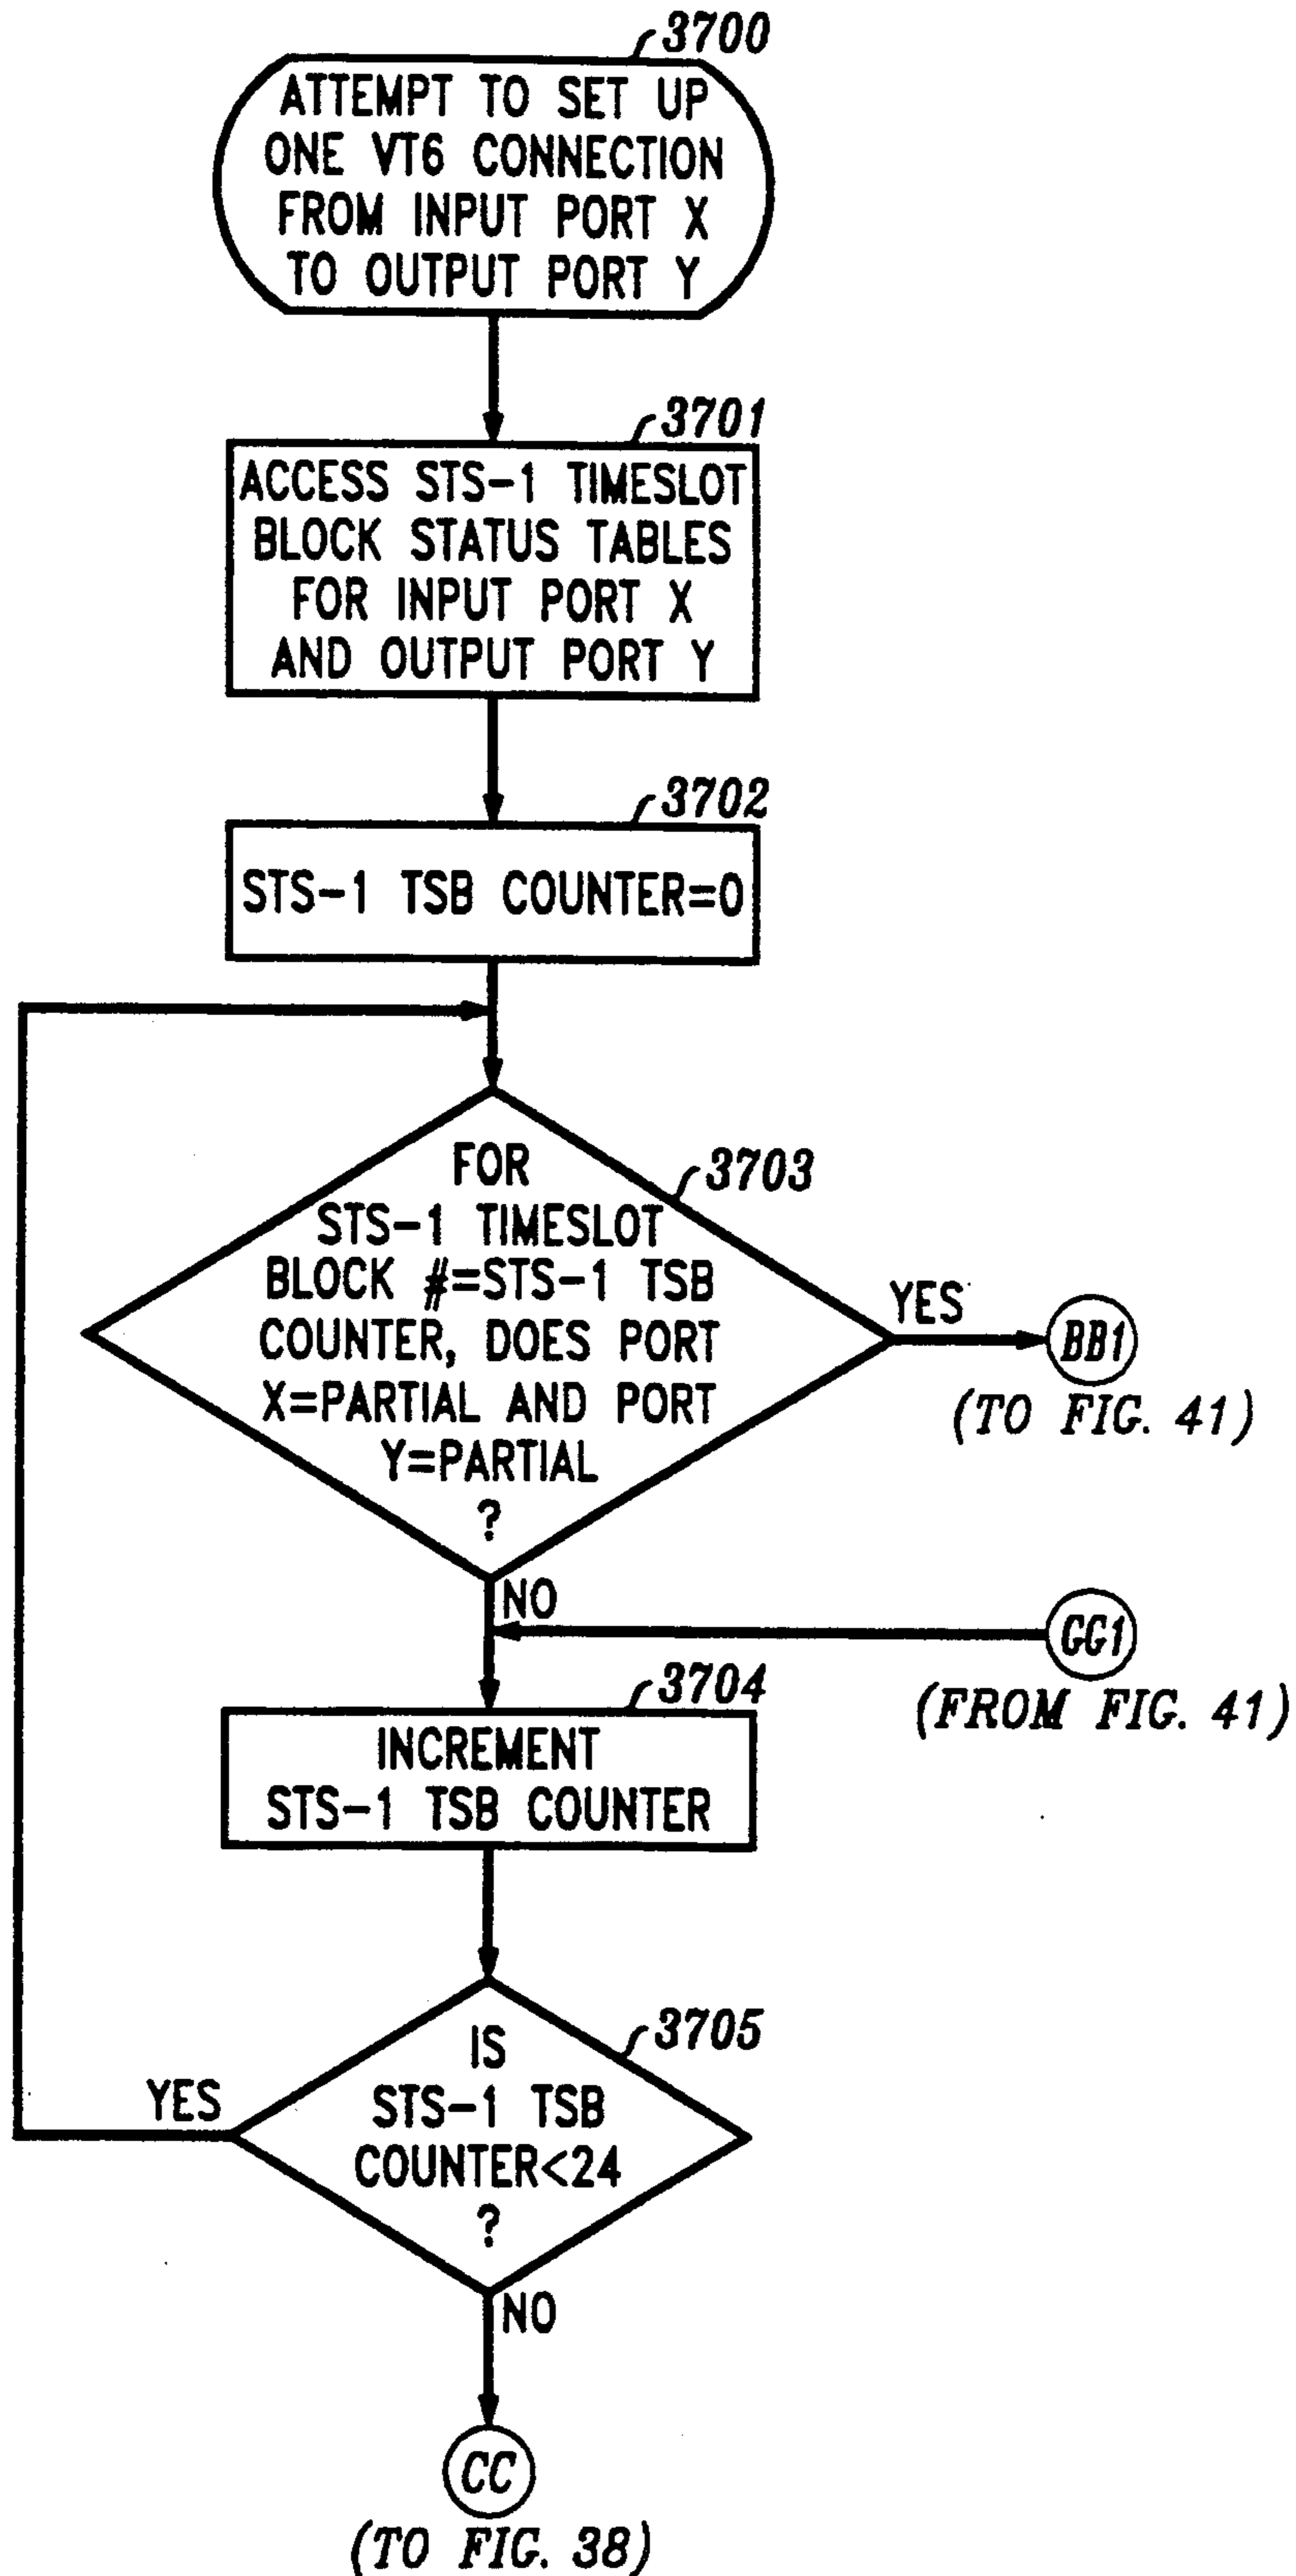 3700
ATTEMPT TO SET UP
ONE VT6 CONNECTION
FROM INPUT PORT X
TO OUTPUT PORT Y
3701
ACCESS STS-1 TIMESLOT
BLOCK STATUS TABLES
FOR INPUT PORT X
AND OUTPUT PORT Y
3702
STS-1 TSB COUNTER=0
3703
FOR
STS-1 TIMESLOT
BLOCK #=STS-1 TSB
COUNTER, DOES PORT
X=PARTIAL AND PORT
Y=PARTIAL
?
YES
BB1
(TO FIG. 41)
NO
GG1
(FROM FIG. 41)
3704
INCREMENT
STS-1 TSB COUNTER
3705
IS
STS-1 TSB
COUNTER<24
?
YES
NO
CC
(TO FIG. 38)